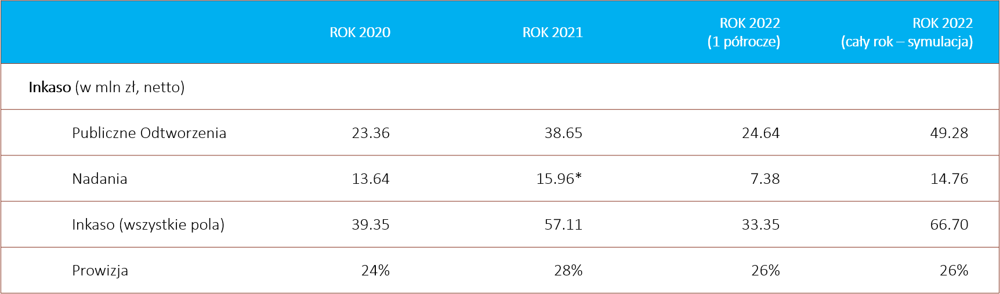 ROK 2020 ROK 2021 ROK 2022 ROK 2022
(1 półrocze) (cały rok – symulacja)
Inkaso (w mln zł, netto)
Publiczne Odtworzenia 23.36 38.65 24.64 49.28
Nadania 13.64 15.96* 7.38 14.76
Inkaso (wszystkie pola) 39.35 57.11 33.35 66.70
Prowizja 24% 28% 26% 26%